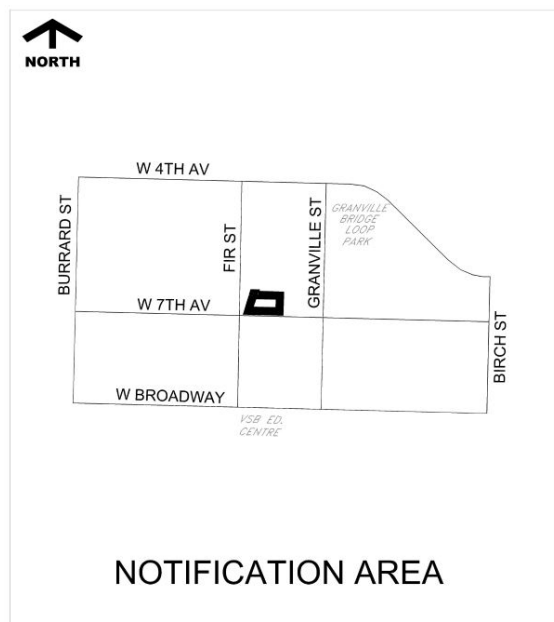 NORTH
W 4TH AV
BURRARD ST
FIR ST
GRANVILLE ST
GRANVILLE
BRIDGE
LOOP
PARK
W 7TH AV
BIRCH ST
W BROADWAY
VSB ED.
CENTRE
NOTIFICATION AREA